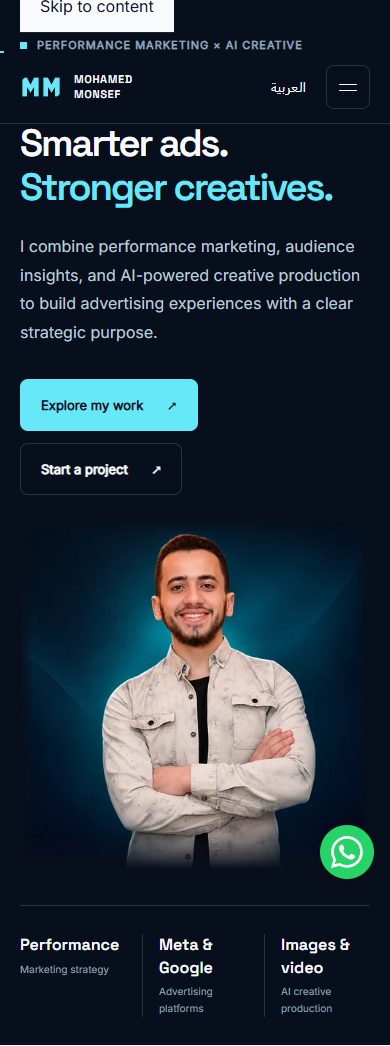 Skip to content
PERFORMANCE MARKETING × AI CREATIVE
MM
MOHAMED
MONSEF
العربية
Smarter ads.
Stronger creatives.
I combine performance marketing, audience
insights, and AI-powered creative production
to build advertising experiences with a clear
strategic purpose.
Explore my work ↗
Start a project ↗
Performance
Marketing strategy
Meta &
Google
Advertising
platforms
Images &
video
AI creative
production